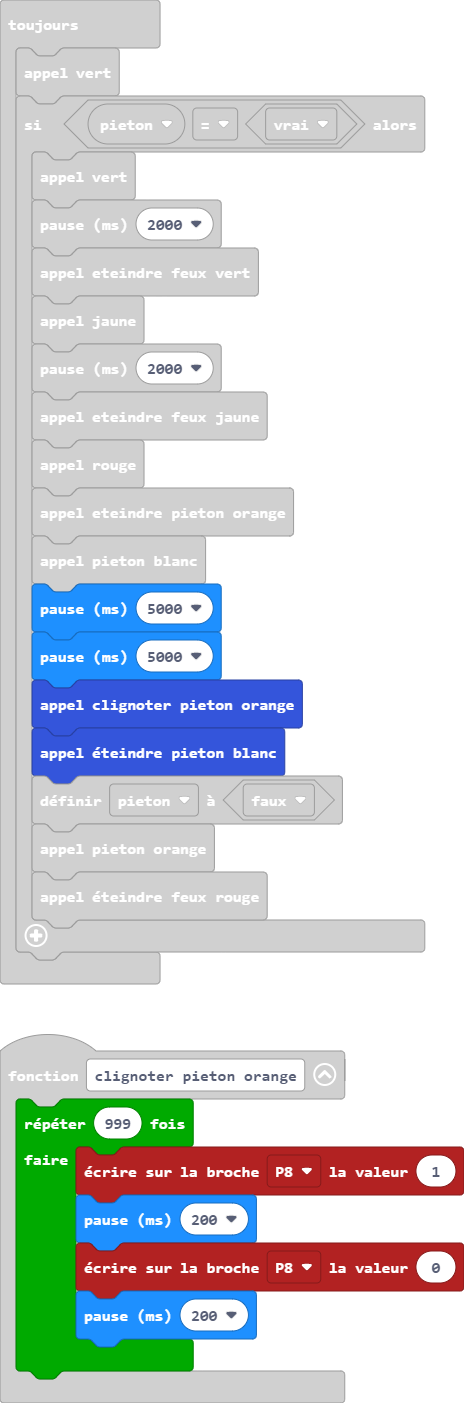 toujours
appel vert
si pieton = vrai alors
appel vert
pause (ms) 2000
appel eteindre feux vert
appel jaune
pause (ms) 2000
appel eteindre feux jaune
appel rouge
appel eteindre pieton orange
appel pieton blanc
pause (ms) 5000
pause (ms) 5000
appel clignoter pieton orange
appel éteindre pieton blanc
définir pieton à faux
appel pieton orange
appel éteindre feux rouge
fonction clignoter pieton orange
répéter 999 fois
faire écrire sur la broche P8 la valeur 1
pause (ms) 200
écrire sur la broche P8 la valeur 0
pause (ms) 200